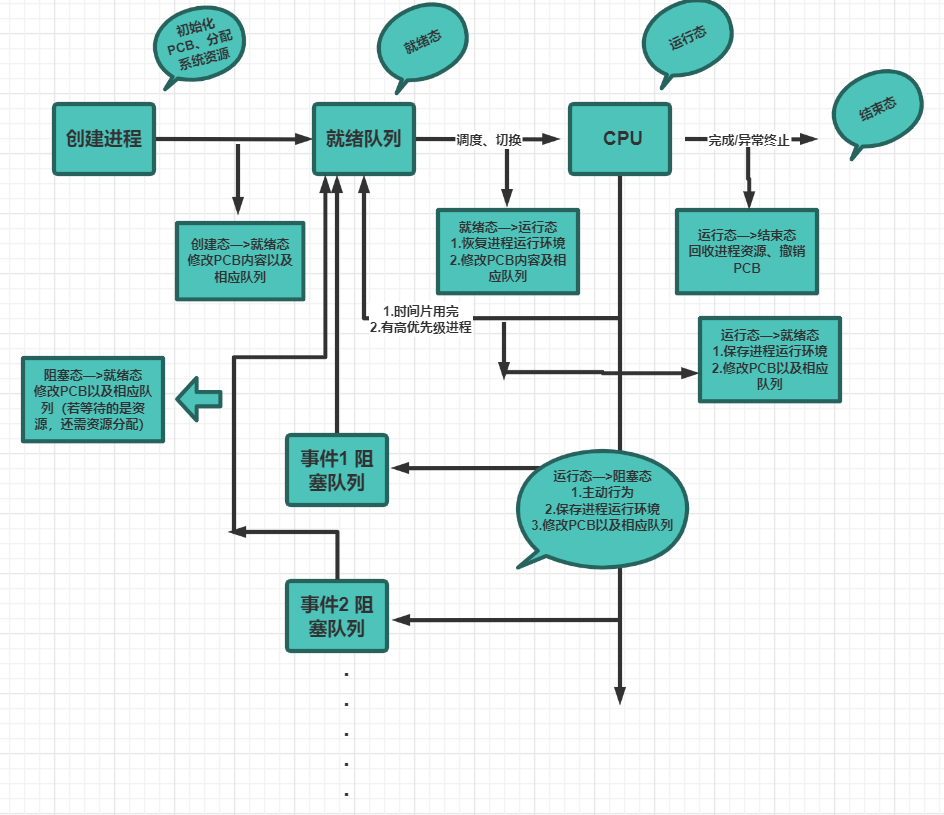 初始化
PCB、分配
系统资源
就绪态
运行态
结束态
创建进程
就绪队列
调度、切换
CPU
完成/异常终止
创建态—>就绪态
修改PCB内容以及
相应队列
就绪态—>运行态
1.恢复进程运行环境
2.修改PCB内容及相
应队列
运行态—>结束态
回收进程资源、撤销
PCB
1.时间片用完
2.有高优先级进程
运行态—>就绪态
1.保存进程运行环境
2.修改PCB以及相应
队列
阻塞态—>就绪态
修改PCB以及相应队
列（若等待的是资
源，还需资源分配）
事件1 阻
塞队列
运行态—>阻塞态
1.主动行为
2.保存进程运行环境
3.修改PCB以及相应队列
事件2 阻
塞队列
.
.
.
.
.